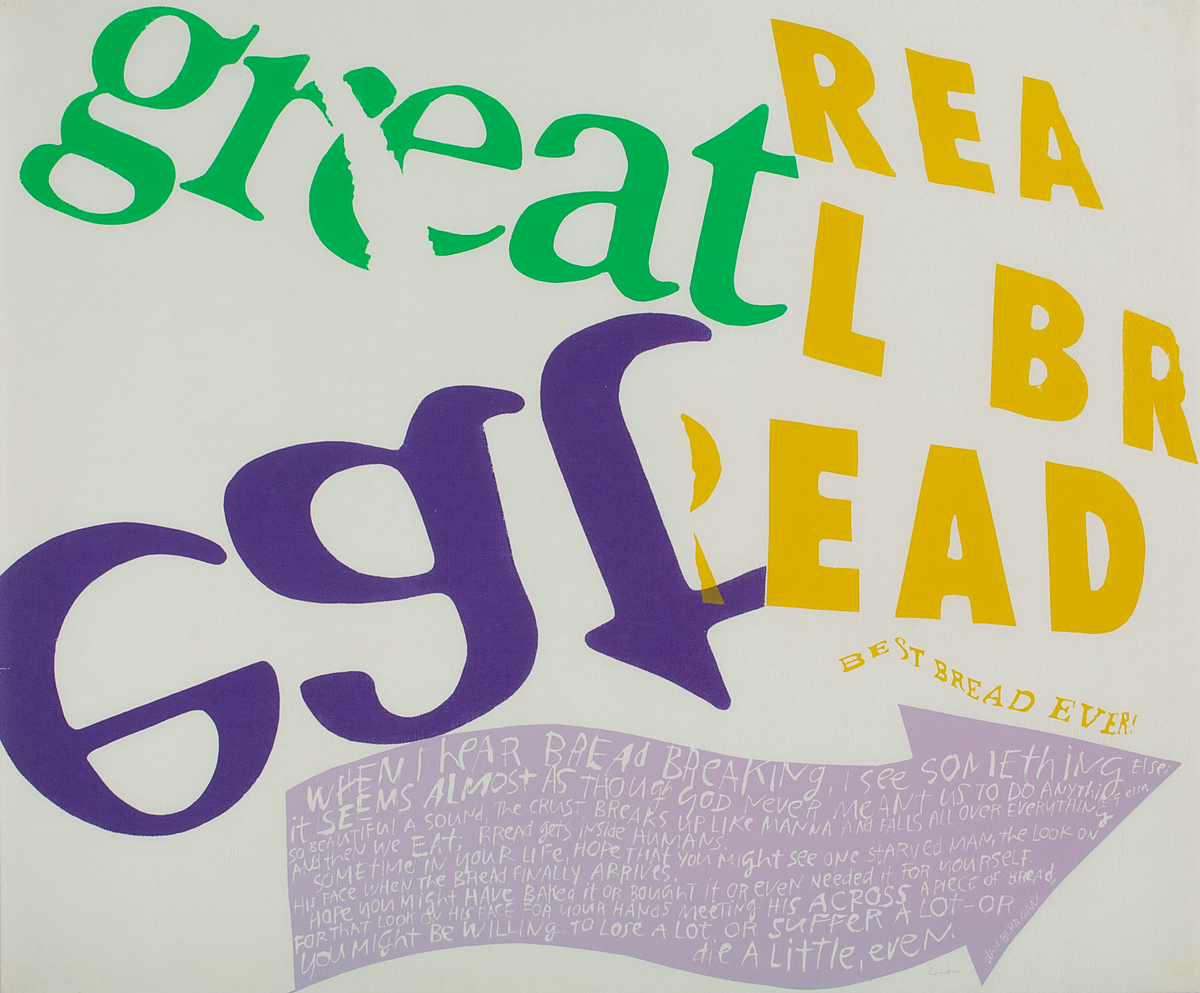 great
REA
L BR
EAD
eat
BEST BREAD EVER!
WHEN I hEAR BREAd BREAKING, I see SOMEthING ELSE;
it SEEMS ALMOST AS THOUgH GOD NEVER MEANT US TO DO ANYthiNg else.
SO BEAUTIFUL A SOUND, The CRUST BREAKS UP LIKE MANNA ANd FALLS ALL OVER EVERYTHINg
ANd theN WE EAT; BREAD gets iNside HUMANS.
SOMETIME IN YOUR LIFE, HOPE THAT YOU Might see ONE STARVED MAN, the LOOK ON
HIS FACE WHEN THE BREAD FINALLY ARRIVES.
HOPE YOU MIGHT HAVE BAKEd it OR BOUGHT IT OR EVEN NEEDED IT FOR YOURSELF.
FOR THAT LOOK ON HIS FACE FOR YOUR HANDS MEETING HIS ACROSS A PIECE OF BREAD,
YOU MIGHT BE WILLING TO LOSE A LOT, OR SUFFER A LOT-OR
die A LITTLE, even.